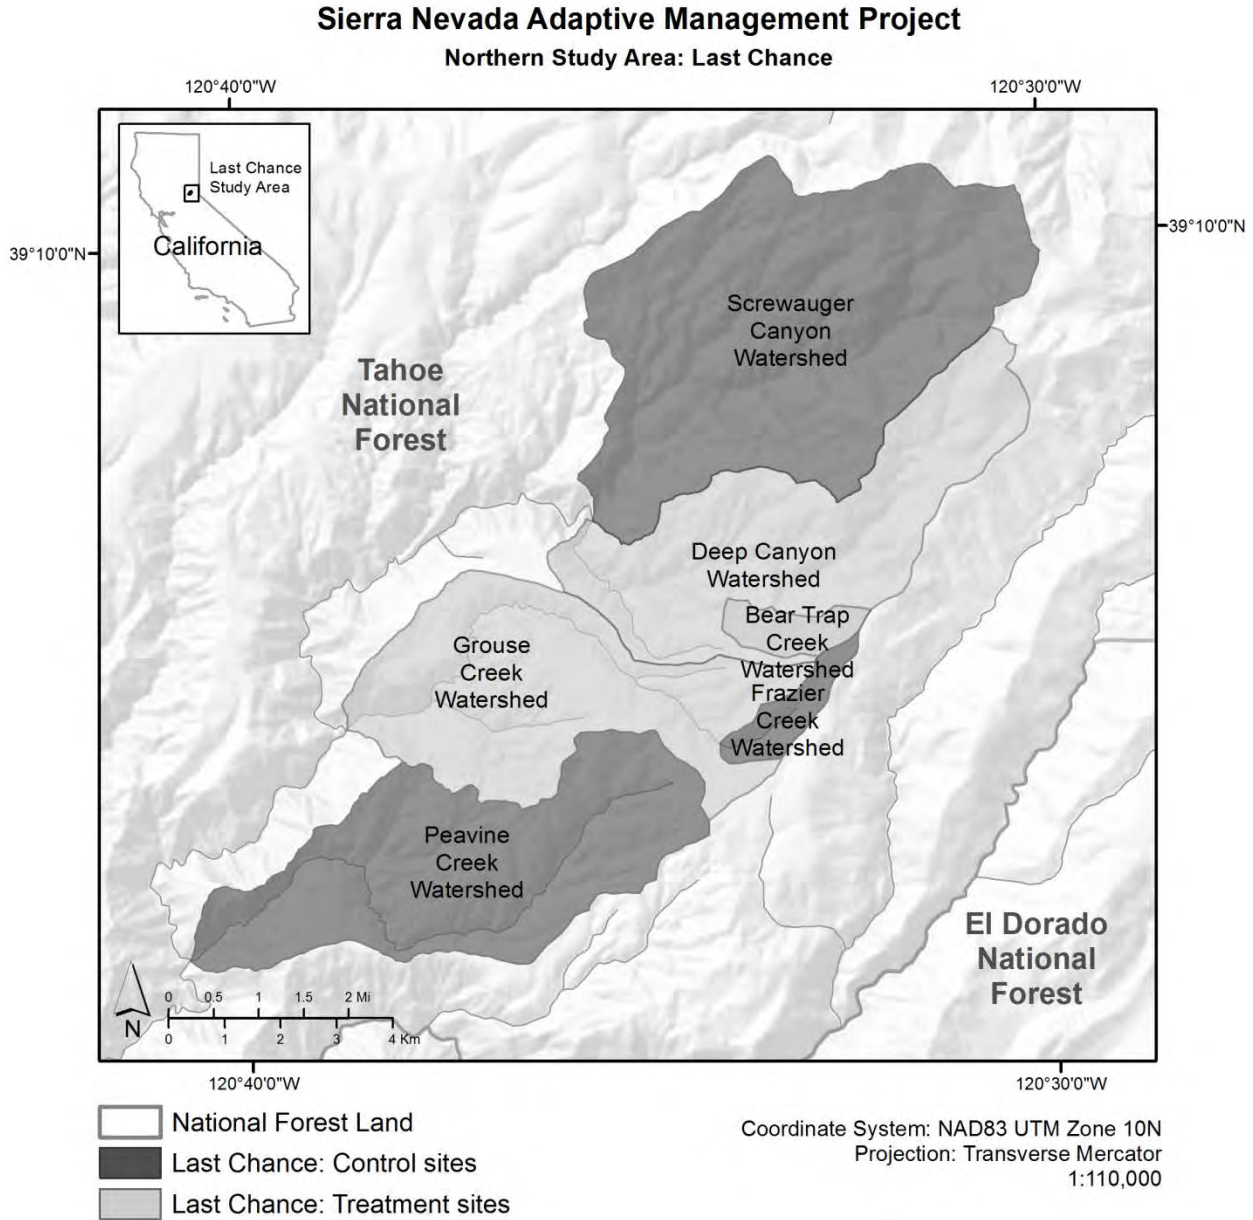 Sierra Nevada Adaptive Management Project
Northern Study Area: Last Chance
120°40'0"W
120°30'0"W
Last Chance
Study Area
California
39°10'0"N
39°10'0"N
Screwauger
Canyon
Watershed
Tahoe
National
Forest
Deep Canyon
Watershed
Bear Trap
Creek
Watershed
Grouse
Creek
Watershed
Frazier
Creek
Watershed
Peavine
Creek
Watershed
El Dorado
National
Forest
N
0 0.5 1 1.5 2 Mi
0 1 2 3 4 Km
120°40'0"W
120°30'0"W
National Forest Land
Last Chance: Control sites
Last Chance: Treatment sites
Coordinate System: NAD83 UTM Zone 10N
Projection: Transverse Mercator
1:110,000